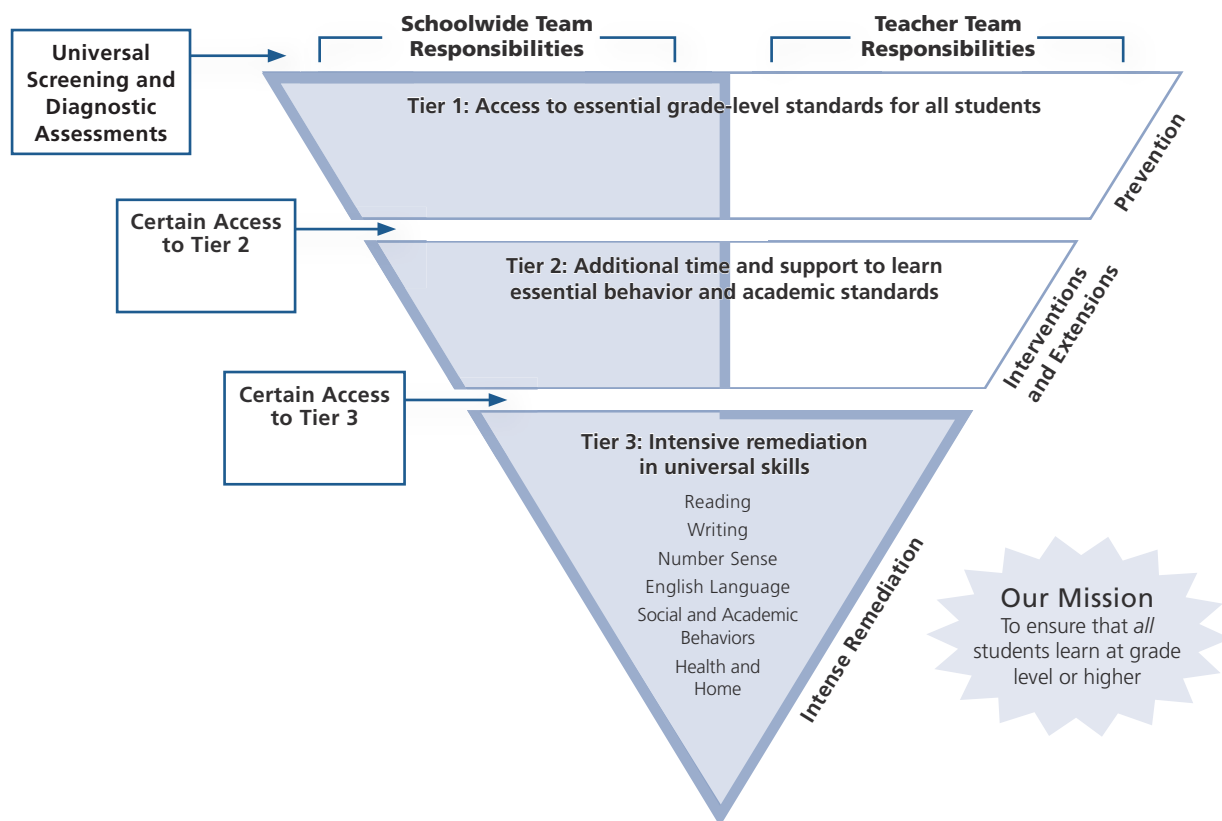 Schoolwide Team
Responsibilities
Teacher Team
Responsibilities
Universal
Screening and
Diagnostic
Assessments
Tier 1: Access to essential grade-level standards for all students
Prevention
Certain Access
to Tier 2
Tier 2: Additional time and support to learn
essential behavior and academic standards
Interventions
and Extensions
Certain Access
to Tier 3
Tier 3: Intensive remediation
in universal skills
Reading
Writing
Number Sense
English Language
Social and Academic
Behaviors
Health and
Home
Intense Remediation
Our Mission
To ensure that all
students learn at grade
level or higher